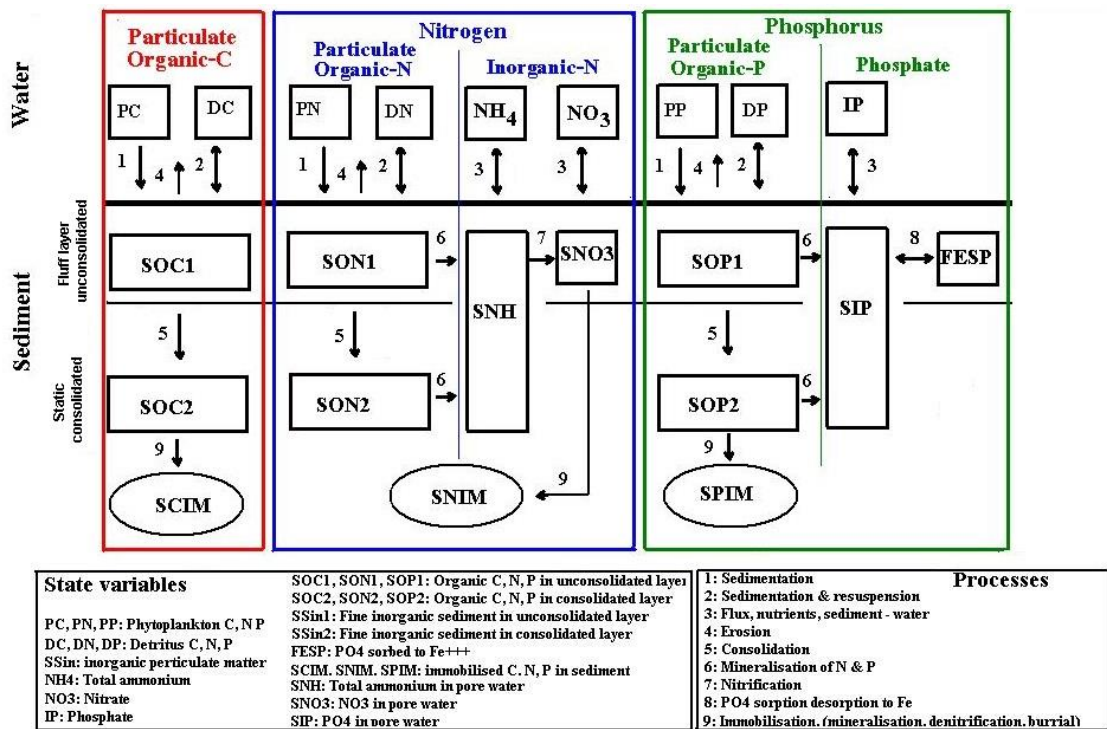 Particulate
Organic-C
Nitrogen
Particulate
Organic-N
Inorganic-N
Phosphorus
Particulate
Organic-P
Phosphate
Water
PC
DC
PN
DN
NH4
NO3
PP
DP
IP
1
4
2
1
4
2
3
3
1
4
2
3
Sediment
Fluff layer
unconsolidated
SOC1
SON1
6
SNH
7
SNO3
SOP1
6
SIP
8
FESP
5
5
5
Static
consolidated
SOC2
SON2
6
SOP2
6
9
9
9
SCIM
SNIM
SPIM
State variables
PC, PN, PP: Phytoplankton C, N P
DC, DN, DP: Detritus C, N, P
SSin: inorganic perticulate matter
NH4: Total ammonium
NO3: Nitrate
IP: Phosphate
SOC1, SON1, SOP1: Organic C, N, P in unconsolidated layer
SOC2, SON2, SOP2: Organic C, N, P in consolidated layer
SSin1: Fine inorganic sediment in unconsolidated layer
SSin2: Fine inorganic sediment in consolidated layer
FESP: PO4 sorbed to Fe+++
SCIM. SNIM. SPIM: immobilised C, N, P in sediment
SNH: Total ammonium in pore water
SNO3: NO3 in pore water
SIP: PO4 in pore water
Processes
1: Sedimentation
2: Sedimentation & resuspension
3: Flux, nutrients, sediment - water
4: Erosion
5: Consolidation
6: Mineralisation of N & P
7: Nitrification
8: PO4 sorption desorption to Fe
9: Immobilisation. (mineralisation. denitrification. burrial)